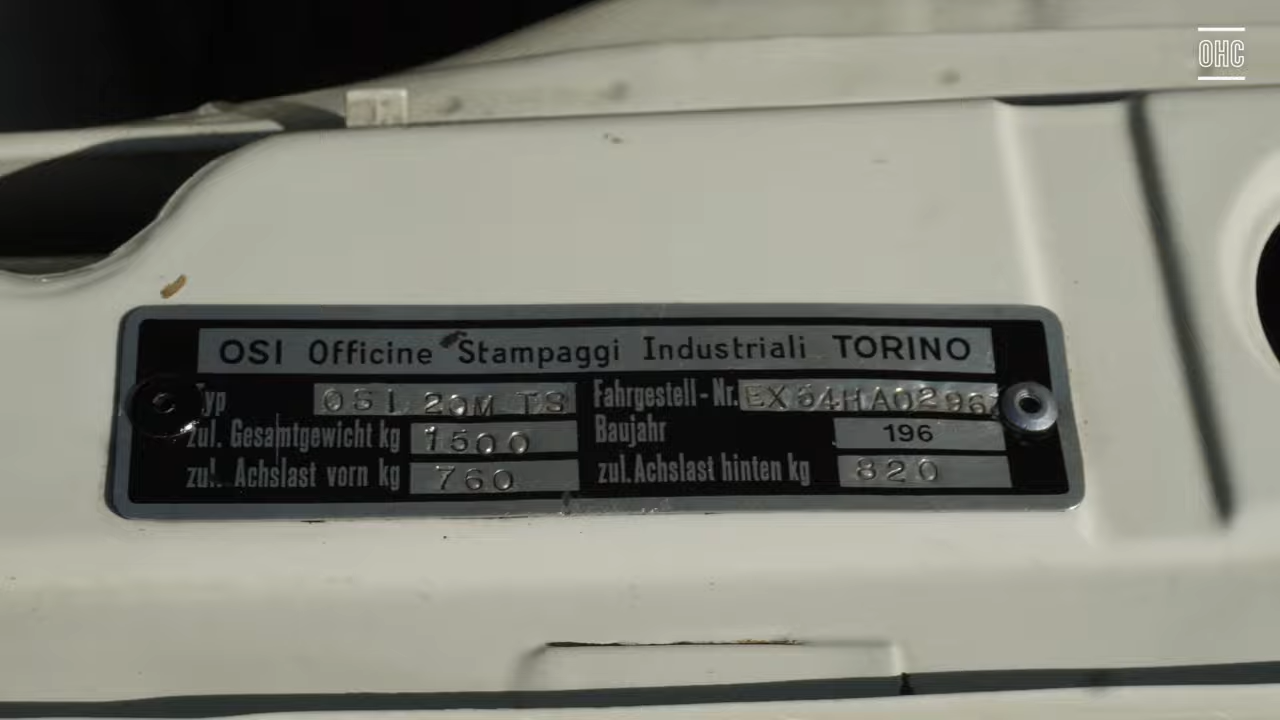 OHC
OSI Officine Stampaggi Industriali TORINO
Typ OSI 20M TS Fahrgestell-Nr.
zul. Gesamtgewicht kg 1500 Baujahr 196
zul. Achslast vorn kg 760 zul. Achslast hinten kg 820